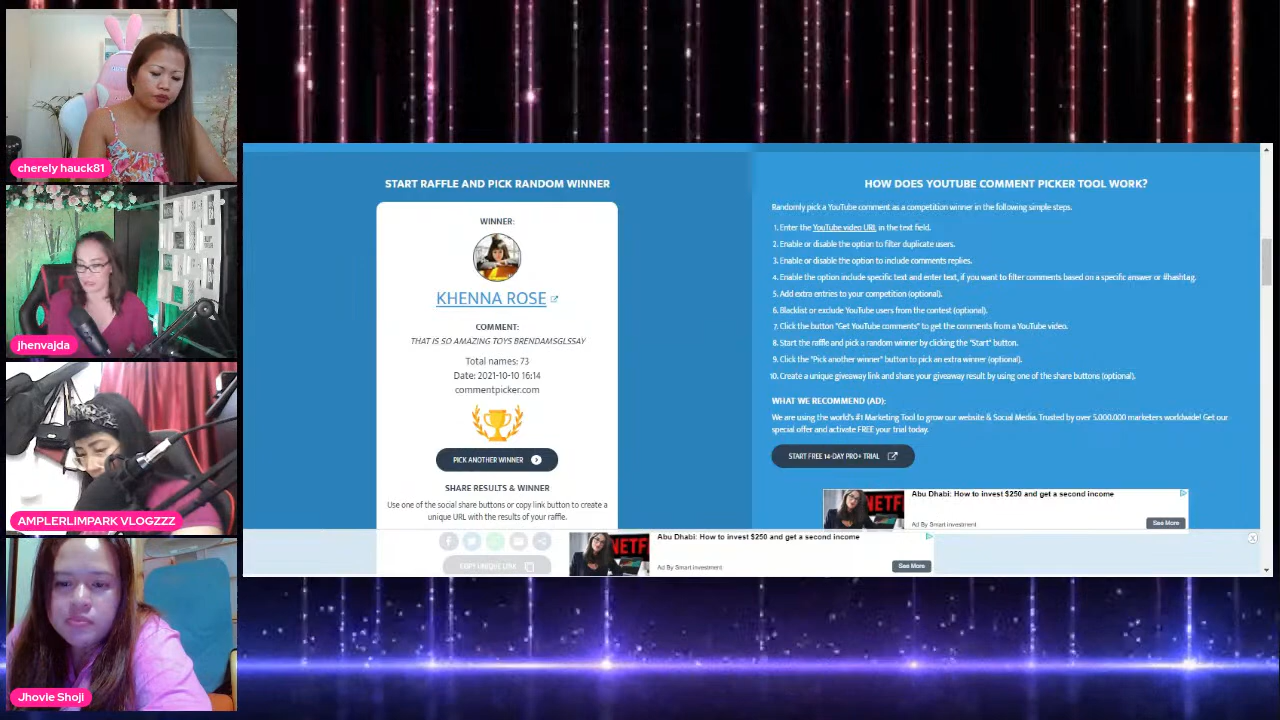 cherely hauck81
jhenvajda
AMPLERLIMPARK VLOGZZZ
Jhovie Shoji
START RAFFLE AND PICK RANDOM WINNER
WINNER:
KHENNA ROSE
COMMENT:
THAT IS SO AMAZING TOYS BRENDAMSGLSSAY
Total names: 73
Date: 2021-10-10 16:14
commentpicker.com
PICK ANOTHER WINNER
SHARE RESULTS & WINNER
Use one of the social share buttons or copy link button to create a
unique URL with the results of your raffle.
COPY UNIQUE LINK
HOW DOES YOUTUBE COMMENT PICKER TOOL WORK?
Randomly pick a YouTube comment as a competition winner in the following simple steps.
1. Enter the YouTube video URL in the text field.
2. Enable or disable the option to filter duplicate users.
3. Enable or disable the option to include comments replies.
4. Enable the option include specific text and enter text, if you want to filter comments based on a specific answer or #hashtag.
5. Add extra entries to your competition (optional).
6. Blacklist or exclude YouTube users from the contest (optional).
7. Click the button "Get YouTube comments" to get the comments from a YouTube video.
8. Start the raffle and pick a random winner by clicking the "Start" button.
9. Click the "Pick another winner" button to pick an extra winner (optional).
10. Create a unique giveaway link and share your giveaway result by using one of the share buttons (optional).
WHAT WE RECOMMEND (AD):
We are using the world's #1 Marketing Tool to grow our website & Social Media. Trusted by over 5.000.000 marketers worldwide! Get our
special offer and activate FREE your trial today.
START FREE 14-DAY PRO+ TRIAL
NETF
Abu Dhabi: How to invest $250 and get a second income
Ad By Smart investment
See More
NETF
Abu Dhabi: How to invest $250 and get a second income
Ad By Smart investment
See More